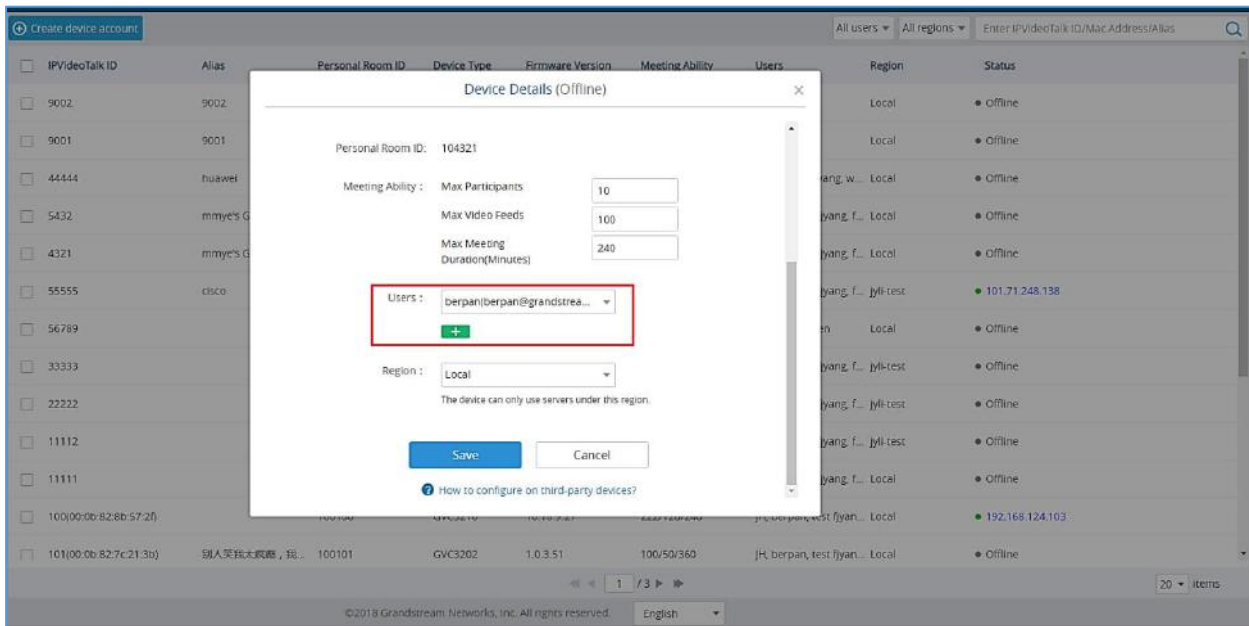 Create device account All users All regions Enter IPVideoTalk ID/Mac Address/Alias
IPVideoTalk ID Alias Personal Room ID Device Type Firmware Version Meeting Ability Users Region Status
Device Details (Offline)
9002 9002 Local Offline
9001 9001 Local Offline
Personal Room ID: 104321
44444 huawei Local Offline
Meeting Ability : Max Participants 10
5432 mmye's G Local Offline
Max Video Feeds 100
4321 mmye's G Local Offline
Max Meeting
Duration(Minutes) 240
55555 cisco jyli-test 101.71.248.138
Users : berpan(berpan@grandstrea...
56789 Local Offline
33333 jyli-test Offline
Region : Local
The device can only use servers under this region.
22222 jyli-test Offline
11112 jyli-test Offline
Save Cancel
11111 Local Offline
How to configure on third-party devices?
100(00:0b:82:8b:57:2f) Local 192.168.124.103
101(00:0b:82:7c:21:3b) 100101 GVC3202 1.0.3.51 100/50/360 JH, berpan, test fjyan... Local Offline
1 /3 20 items
©2018 Grandstream Networks, Inc. All rights reserved. English